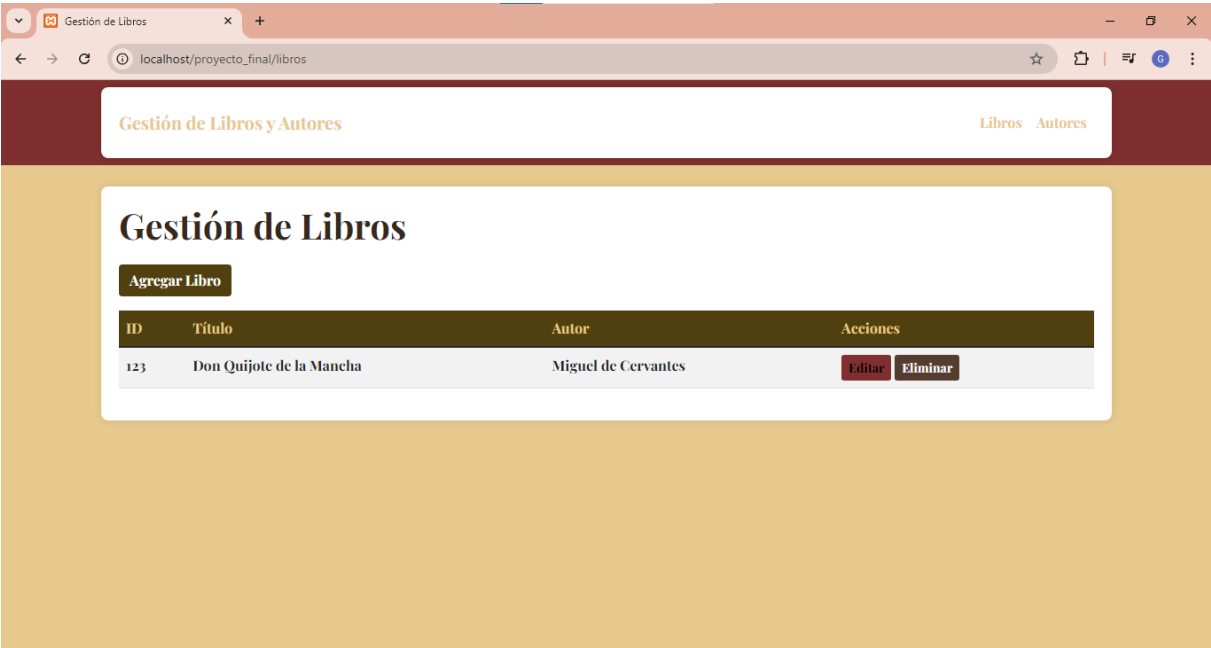 Gestión de Libros
localhost/proyecto_final/libros
G
Gestión de Libros y Autores
Libros Autores
Gestión de Libros
Agregar Libro
ID Título Autor Acciones
123 Don Quijote de la Mancha Miguel de Cervantes Editar Eliminar